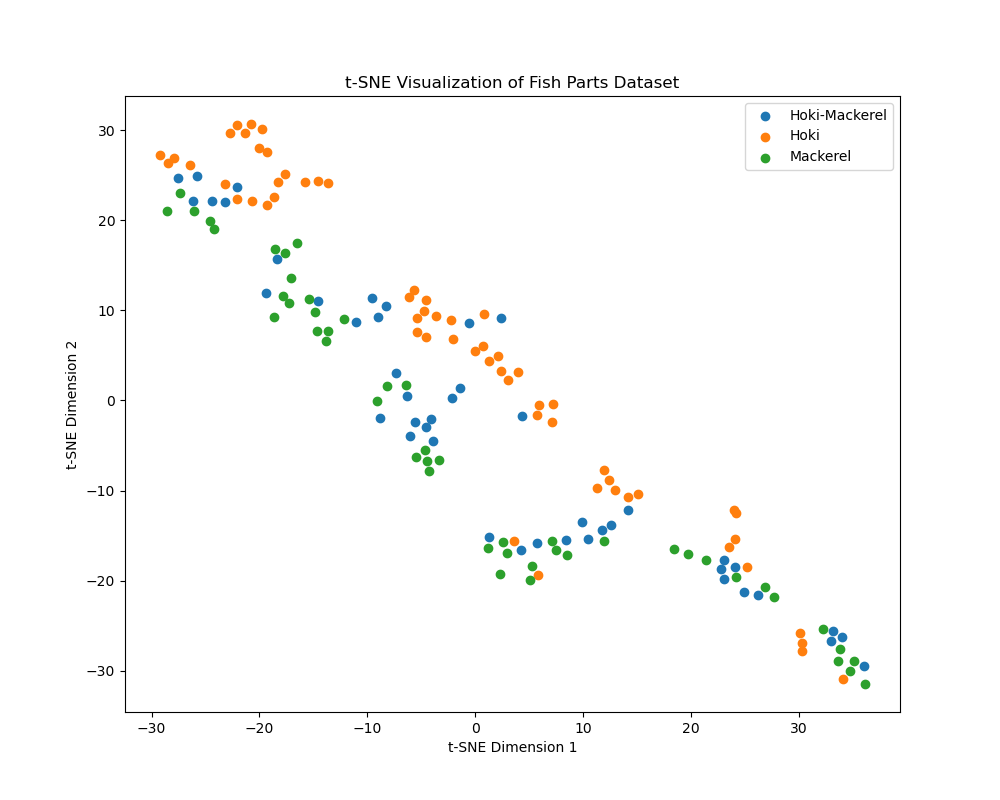 t-SNE Visualization of Fish Parts Dataset
Hoki-Mackerel
Hoki
Mackerel
t-SNE Dimension 2
30
20
10
0
−10
−20
−30
−30
−20
−10
0
10
20
30
t-SNE Dimension 1